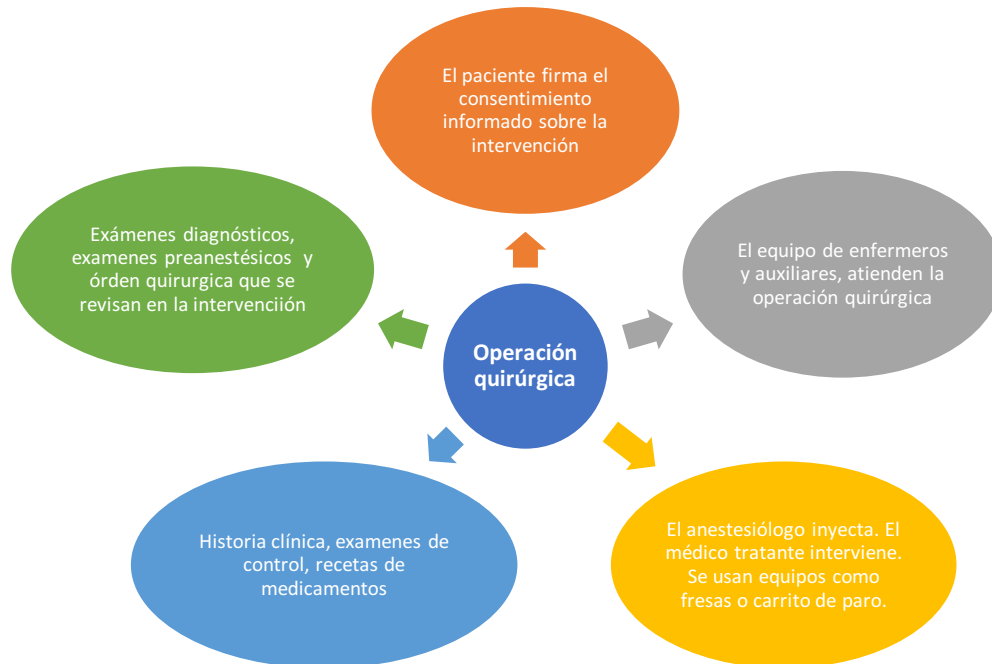 El paciente firma el
consentimiento
informado sobre la
intervención
Exámenes diagnósticos,
examenes preanestésicos y
órden quirurgica que se
revisan en la intervenciión
El equipo de enfermeros
y auxiliares, atienden la
operación quirúrgica
Operación
quirúrgica
Historia clínica, examenes de
control, recetas de
medicamentos
El anestesiólogo inyecta. El
médico tratante interviene.
Se usan equipos como
fresas o carrito de paro.